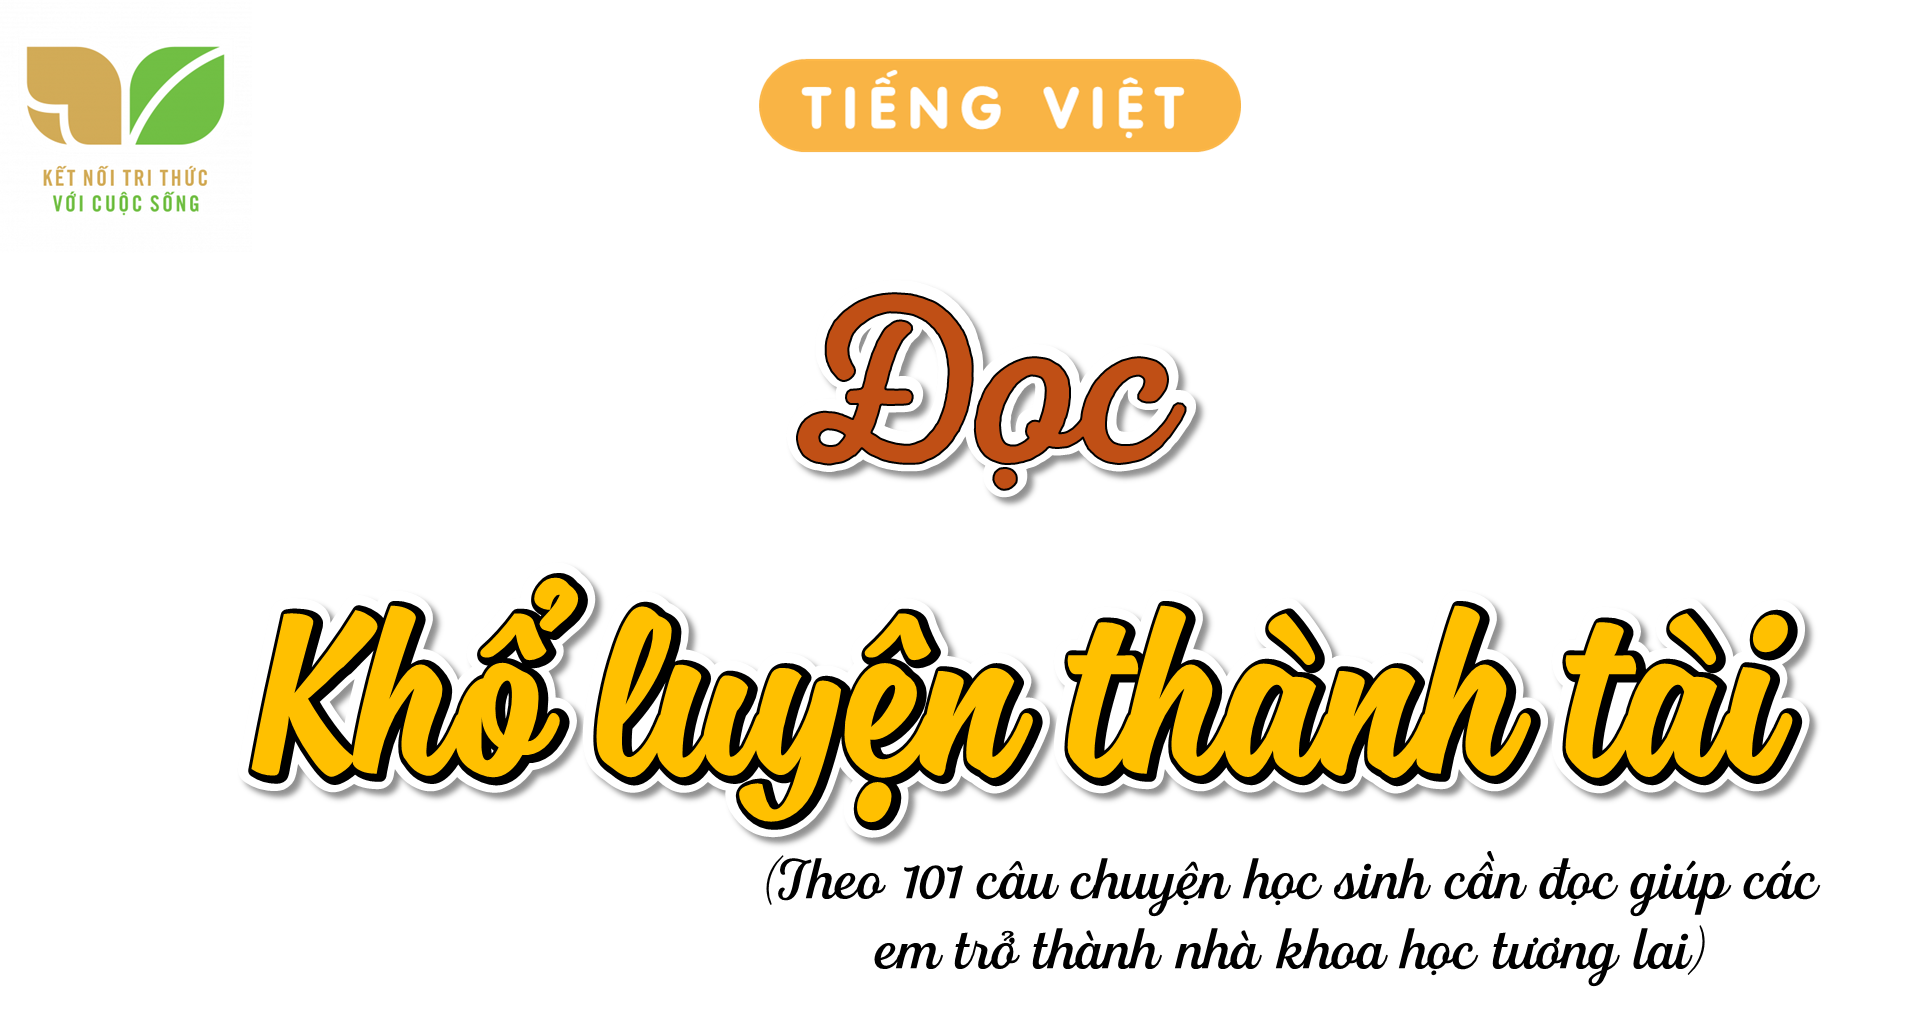 KẾT NỐI TRI THỨC
VỚI CUỘC SỐNG
TIẾNG VIỆT
Đọc
Khổ luyện thành tài
(Theo 101 câu chuyện học sinh cần đọc giúp các
em trở thành nhà khoa học tương lai)